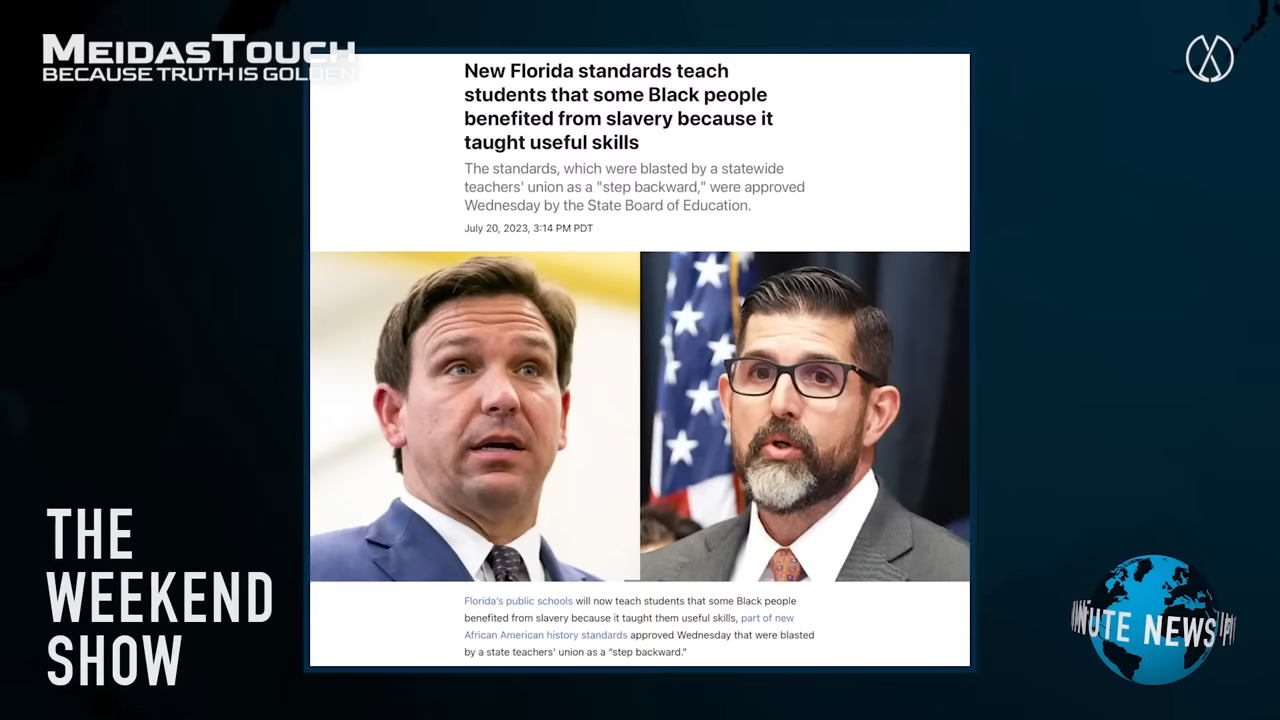 MEIDASTOUCH
BECAUSE TRUTH IS GOLDEN
New Florida standards teach
students that some Black people
benefited from slavery because it
taught useful skills
The standards, which were blasted by a statewide
teachers' union as a "step backward," were approved
Wednesday by the State Board of Education.
July 20, 2023, 3:14 PM PDT
THE
WEEKEND
SHOW
NUTE NEWS
Florida's public schools will now teach students that some Black people
benefited from slavery because it taught them useful skills, part of new
African American history standards approved Wednesday that were blasted
by a state teachers' union as a “step backward.”